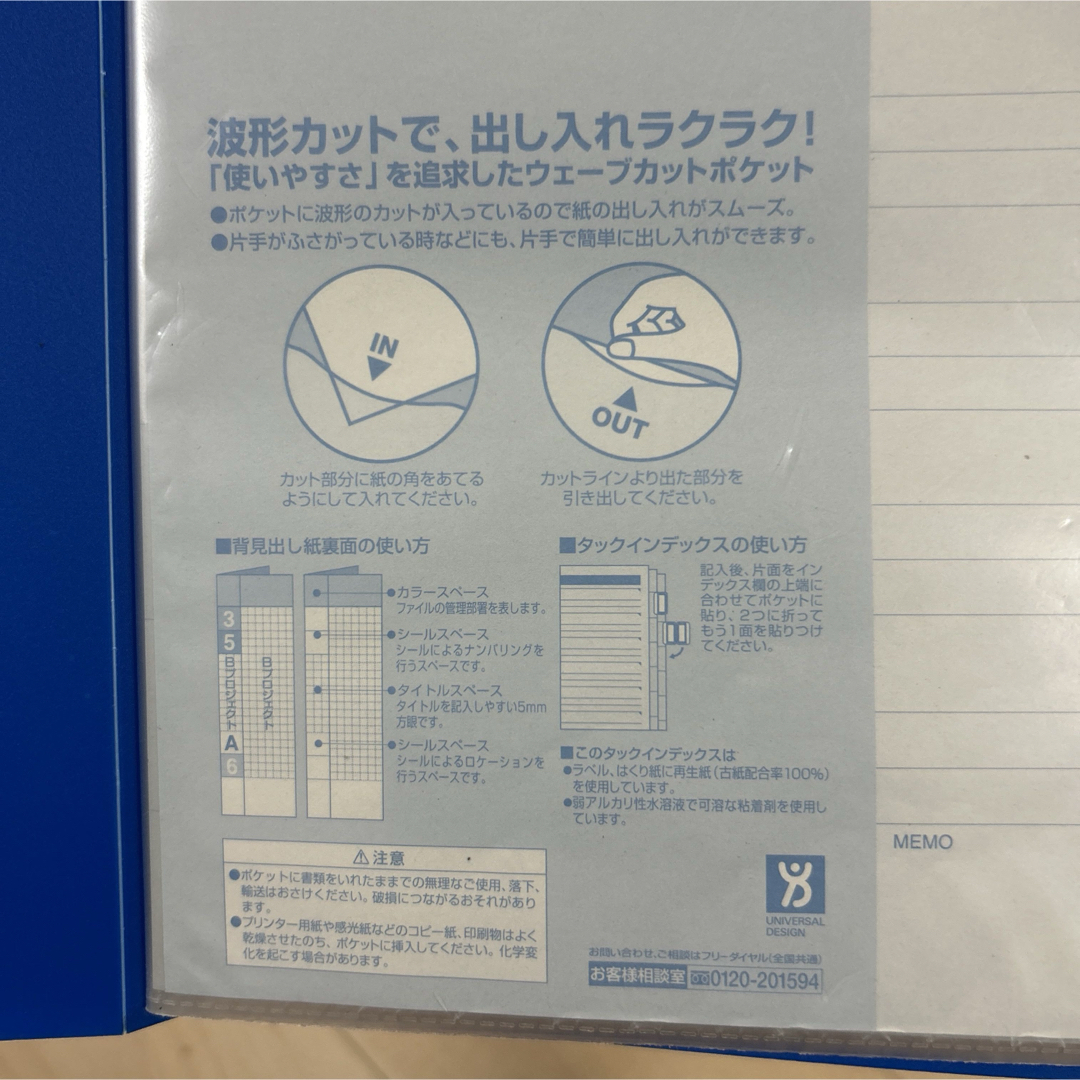 波形カットで、出し入れラクラク!
「使いやすさ」を追求したウェーブカットポケット
●ポケットに波形のカットが入っているので紙の出し入れがスムーズ。
●片手がふさがっている時などにも、片手で簡単に出し入れができます。
IN
OUT
カット部分に紙の角をあてる
ようにして入れてください。
カットラインより出た部分を
引き出してください。
■背見出し紙裏面の使い方
3
5
Bプロジェクト
A
6
Bプロジェクト
●カラースペース
ファイルの管理部署を表します。
●シールスペース
シールによるナンバリングを
行うスペースです。
●タイトルスペース
タイトルを記入しやすい5mm
方眼です。
●シールスペース
シールによるロケーションを
行うスペースです。
■タックインデックスの使い方
記入後、片面をイン
デックス欄の上端に
合わせてポケットに
貼り、2つに折って
もう1面を貼りつけ
てください。
■このタックインデックスは
●ラベル、はくり紙に再生紙(古紙配合率100%)
を使用しています。
●弱アルカリ性水溶液で可溶な粘着剤を使用し
ています。
⚠注意
●ポケットに書類をいれたままでの無理なご使用、落下、
輸送はおさけください。破損につながるおそれがあり
ます。
●プリンター用紙や感光紙などのコピー紙、印刷物はよく
乾燥させたのち、ポケットに挿入してください。化学変
化を起こす場合があります。
UNIVERSAL
DESIGN
お問い合わせ、ご相談はフリーダイヤル(全国共通)
お客様相談室 0120-201594
MEMO